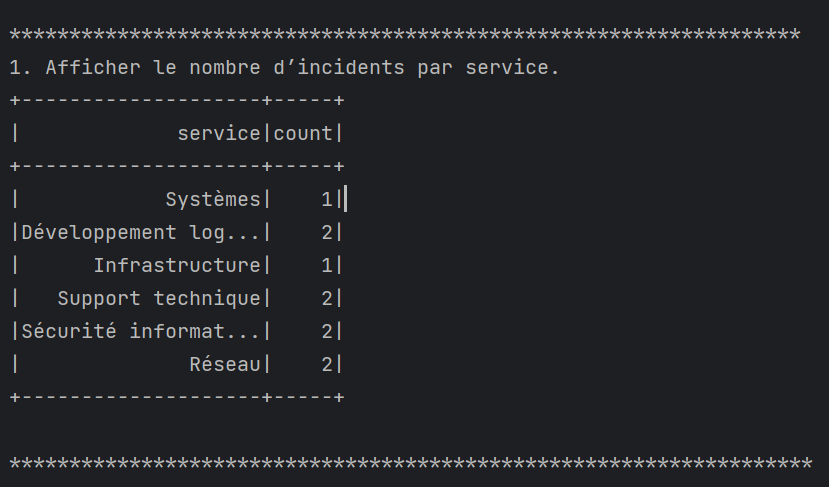 ******************************************************************
1. Afficher le nombre d’incidents par service.
+--------------------+-----+
|             service|count|
+--------------------+-----+
|            Systèmes|    1|
|Développement log...|    2|
|      Infrastructure|    1|
|   Support technique|    2|
|Sécurité informat...|    2|
|              Réseau|    2|
+--------------------+-----+
*******************************************************************